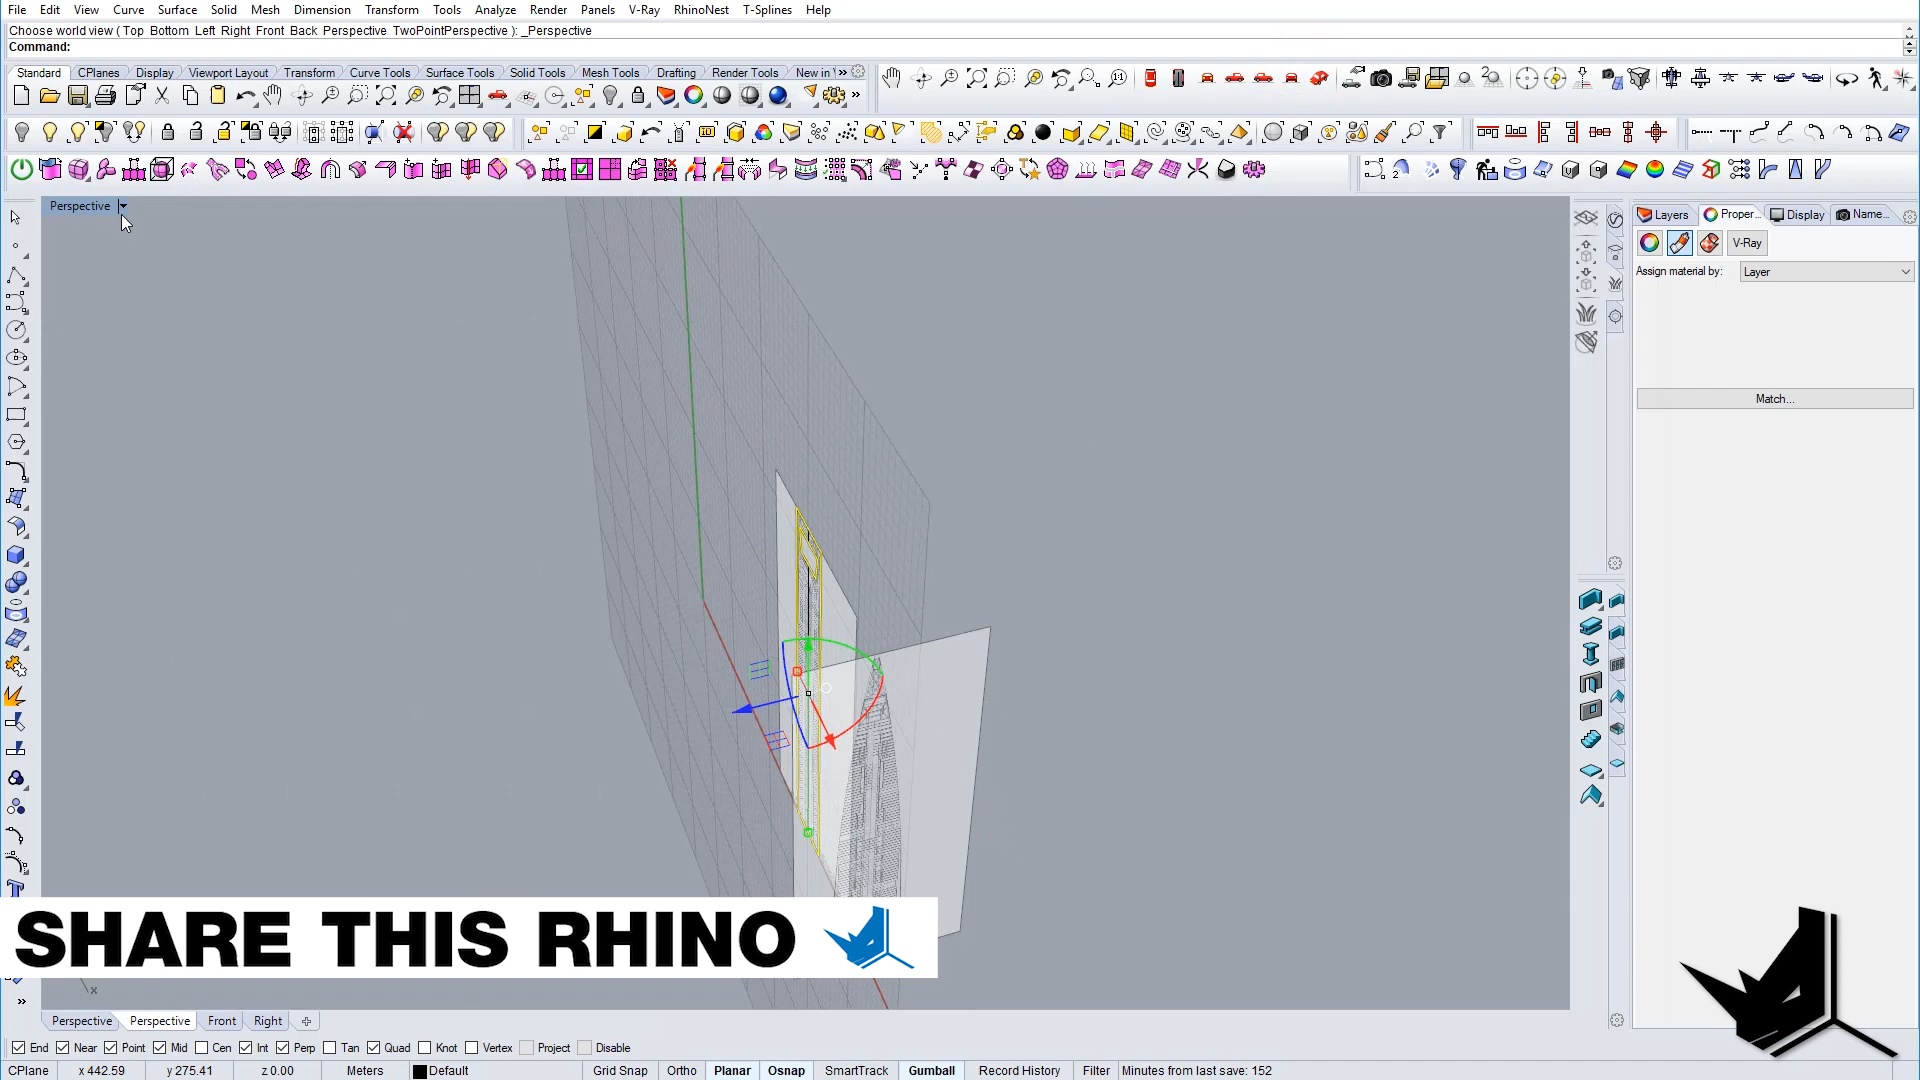 File Edit View Curve Surface Solid Mesh Dimension Transform Tools Analyze Render Panels V-Ray RhinoNest T-Splines Help
Choose world view ( Top Bottom Left Right Front Back Perspective TwoPointPerspective ): _Perspective
Command:
Standard CPlanes Display Viewport Layout Transform Curve Tools Surface Tools Solid Tools Mesh Tools Drafting Render Tools New in
Perspective
Layers Proper... Display Name...
V-Ray
Assign material by: Layer
Match...
SHARE THIS RHINO
x
Perspective Perspective Front Right
End Near Point Mid Cen Int Perp Tan Quad Knot Vertex Project Disable
CPlane x 442.59 y 275.41 z 0.00 Meters Default Grid Snap Ortho Planar Osnap SmartTrack Gumball Record History Filter Minutes from last save: 152